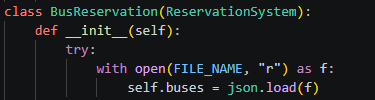 class BusReservation(ReservationSystem):
    def __init__(self):
        try:
            with open(FILE_NAME, "r") as f:
                self.buses = json.load(f)